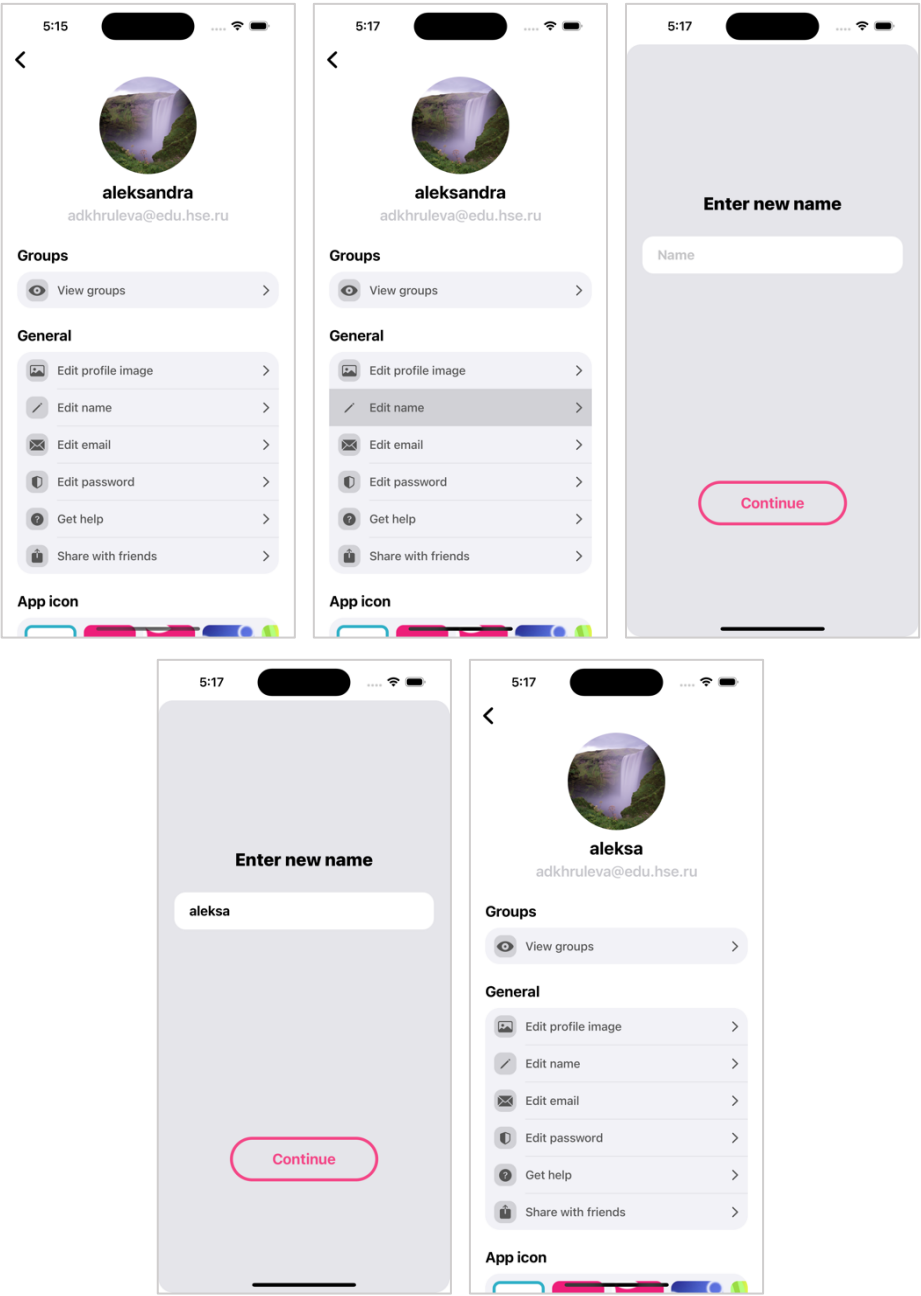 5:15
aleksandra
adkhruleva@edu.hse.ru
Groups
View groups
General
Edit profile image
Edit name
Edit email
Edit password
Get help
Share with friends
App icon
5:17
aleksandra
adkhruleva@edu.hse.ru
Groups
View groups
General
Edit profile image
Edit name
Edit email
Edit password
Get help
Share with friends
App icon
5:17
Enter new name
Name
Continue
5:17
Enter new name
aleksa
Continue
5:17
aleksa
adkhruleva@edu.hse.ru
Groups
View groups
General
Edit profile image
Edit name
Edit email
Edit password
Get help
Share with friends
App icon